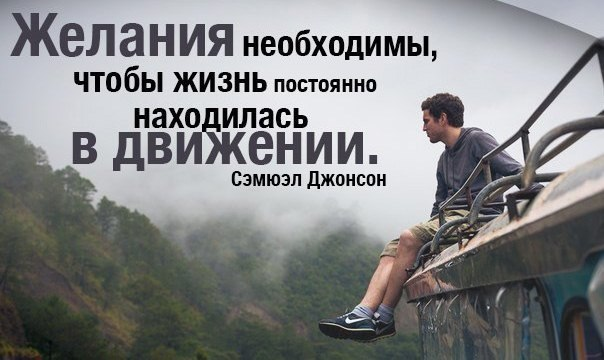 Желания необходимы,
чтобы жизнь постоянно
находилась
в движении.
Сэмюэл Джонсон